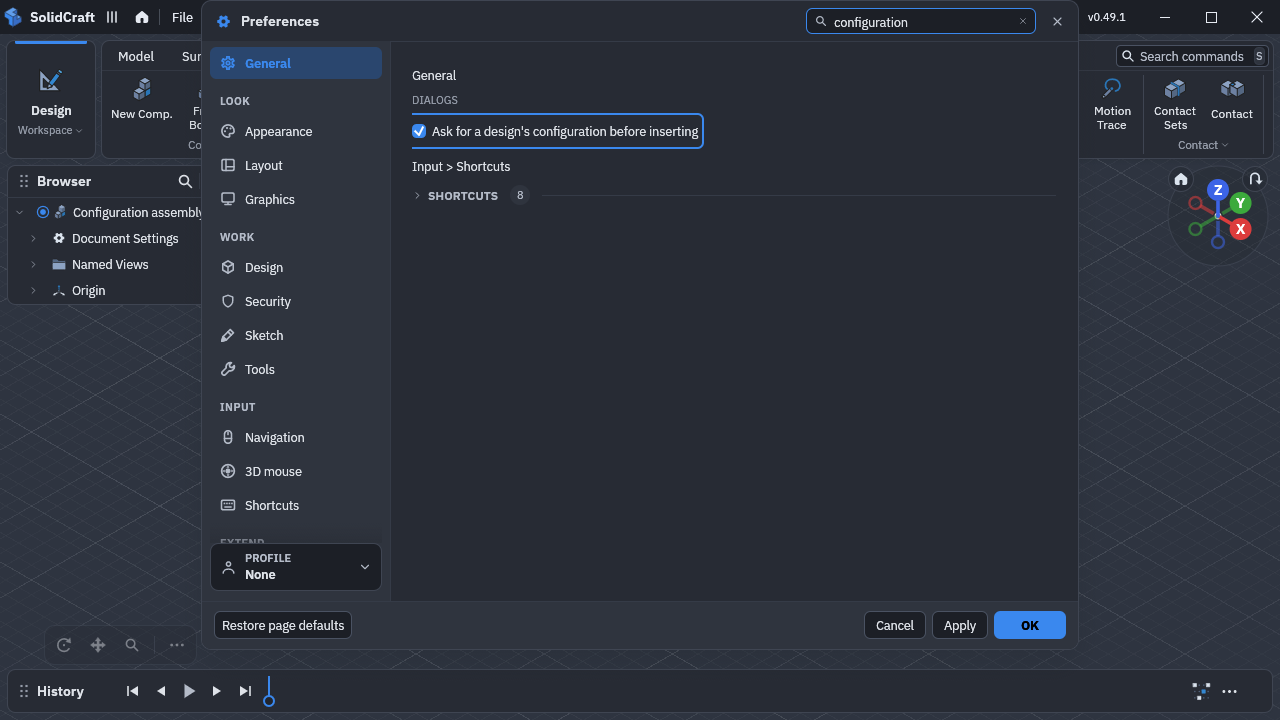 SolidCraft
File
Preferences
configuration
v0.49.1
Model
Sur
Search commands
S
Design
Workspace
New Comp.
Motion
Trace
Contact
Sets
Contact
Contact
Browser
Configuration assembly
Document Settings
Named Views
Origin
Z
Y
X
General
LOOK
Appearance
Layout
Graphics
WORK
Design
Security
Sketch
Tools
INPUT
Navigation
3D mouse
Shortcuts
EXTEND
PROFILE
None
General
DIALOGS
Ask for a design's configuration before inserting
Input > Shortcuts
SHORTCUTS
8
Restore page defaults
Cancel
Apply
OK
History